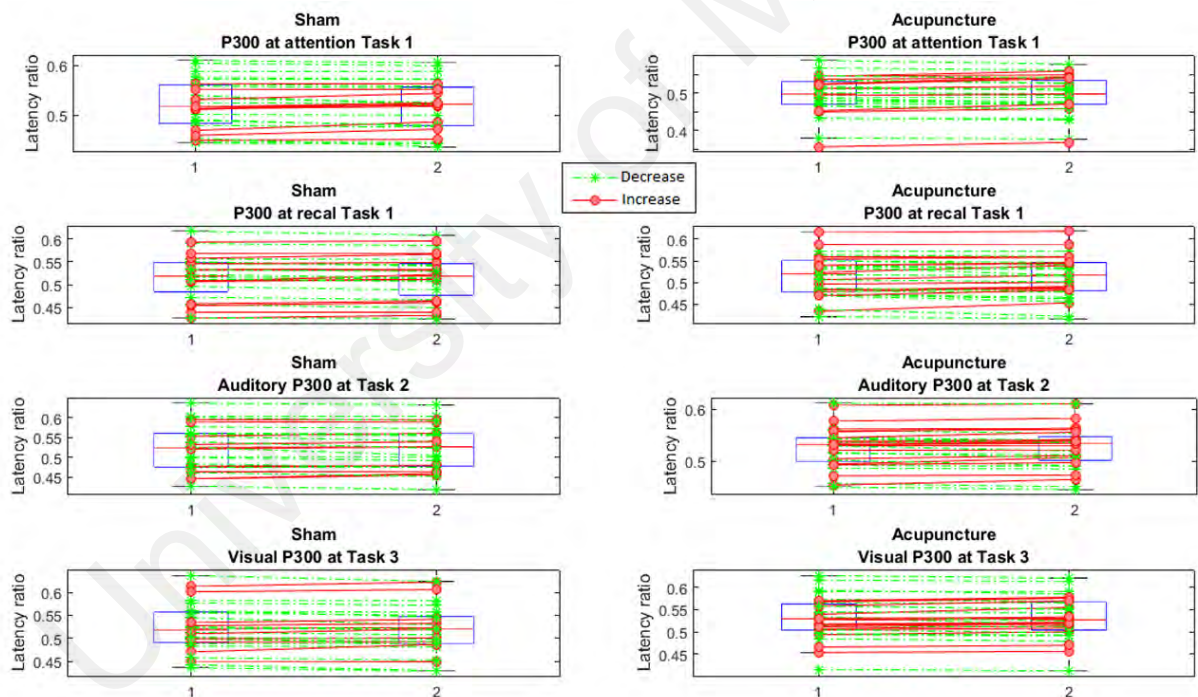 Sham
P300 at attention Task 1
Latency ratio
0.6
0.5
1
2
Acupuncture
P300 at attention Task 1
Latency ratio
0.5
0.4
1
2
Decrease
Increase
Sham
P300 at recal Task 1
Latency ratio
0.6
0.55
0.5
0.45
1
2
Acupuncture
P300 at recal Task 1
Latency ratio
0.6
0.55
0.5
0.45
1
2
Sham
Auditory P300 at Task 2
Latency ratio
0.6
0.55
0.5
0.45
1
2
Acupuncture
Auditory P300 at Task 2
Latency ratio
0.6
0.5
1
2
Sham
Visual P300 at Task 3
Latency ratio
0.6
0.55
0.5
0.45
1
2
Acupuncture
Visual P300 at Task 3
Latency ratio
0.6
0.55
0.5
0.45
1
2
University of M